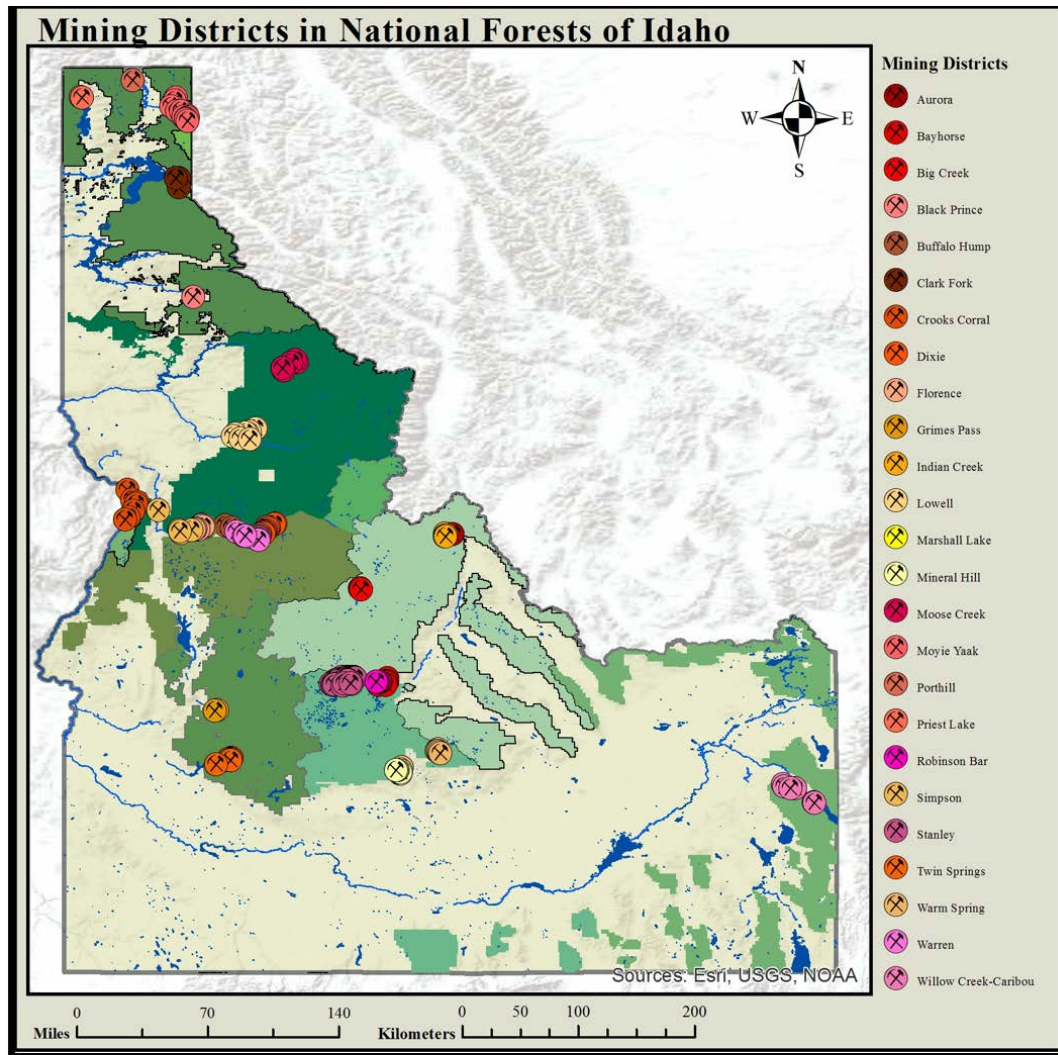 Mining Districts in National Forests of Idaho
N
W
E
S
Mining Districts
Aurora
Bayhorse
Big Creek
Black Prince
Buffalo Hump
Clark Fork
Crooks Corral
Dixie
Florence
Grimes Pass
Indian Creek
Lowell
Marshall Lake
Mineral Hill
Moose Creek
Moyie Yaak
Porthill
Priest Lake
Robinson Bar
Simpson
Stanley
Twin Springs
Warm Spring
Warren
Willow Creek-Caribou
Sources: Esri, USGS, NOAA
0 70 140
Miles
0 50 100 200
Kilometers